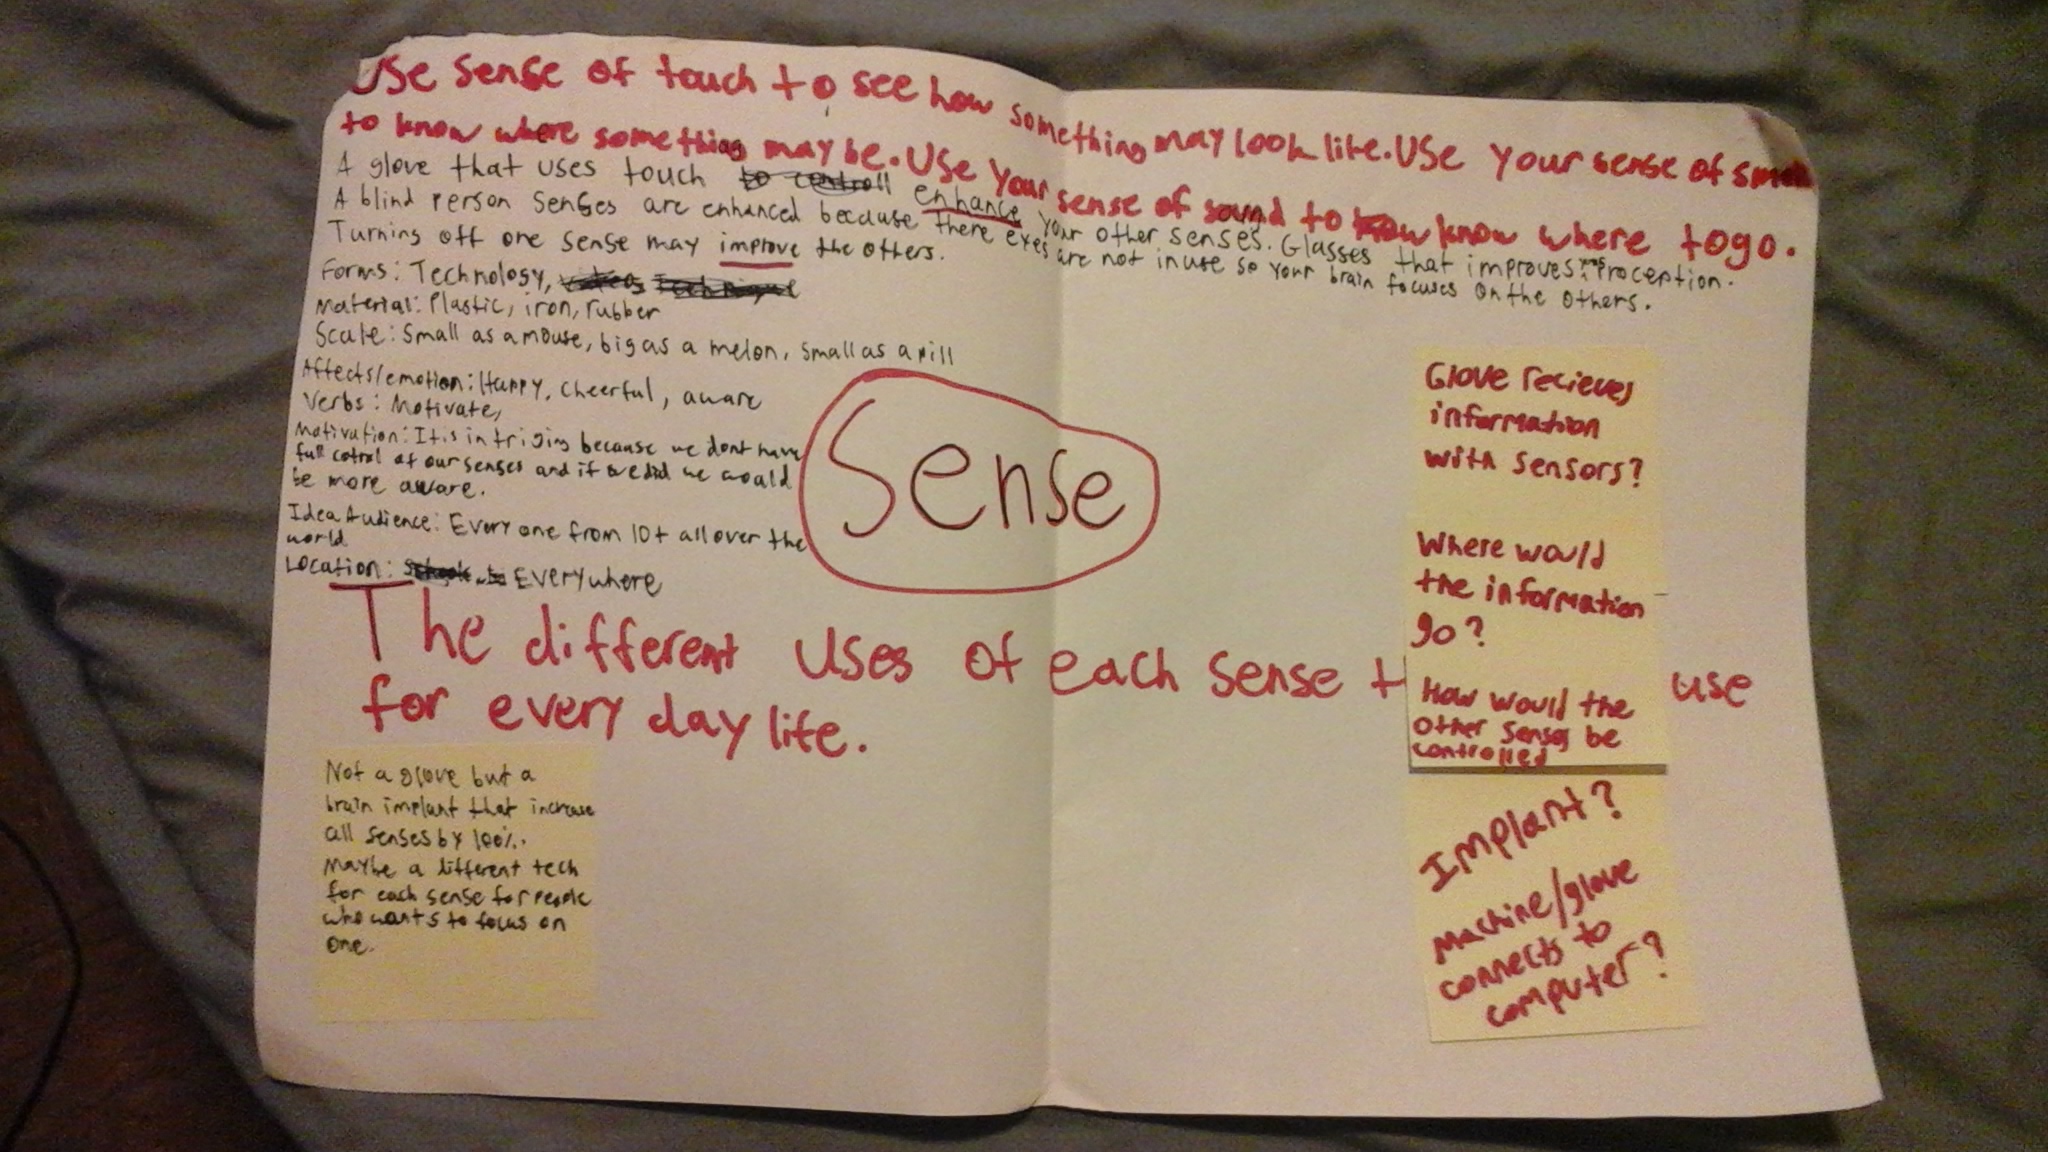 Use sense of touch to see how something may look like. Use your sense of smell
to know where something may be. Use your sense of sound to know where to go.
A glove that uses touch to controll enhance your other senses. Glasses that improves your Proception.
A blind person senses are enhanced because there eyes are not in use so your brain focuses on the others.
Turning off one sense may improve the others.
Forms: Technology,
Material: Plastic, iron, rubber
Scale: Small as a mouse, big as a melon, small as a pill
Affects/emotion: Happy, cheerful, aware
Verbs: Motivate,
Motivation: It is intriging because we dont have
full cotrol of our senses and if we did we would
be more aware.
Idea Audience: Every one from 10+ all over the
world
Location: Everywhere
Sense
The different uses of each sense use
for every day life.
Not a glove but a
brain implant that increase
all senses by 100%.
Maybe a different tech
for each sense for people
who wants to focus on
one.
Glove recieves
information
with sensors?
Where would
the information
go?
How would the
other senses be
controlled
Implant?
Machine/glove
connects to
computer?